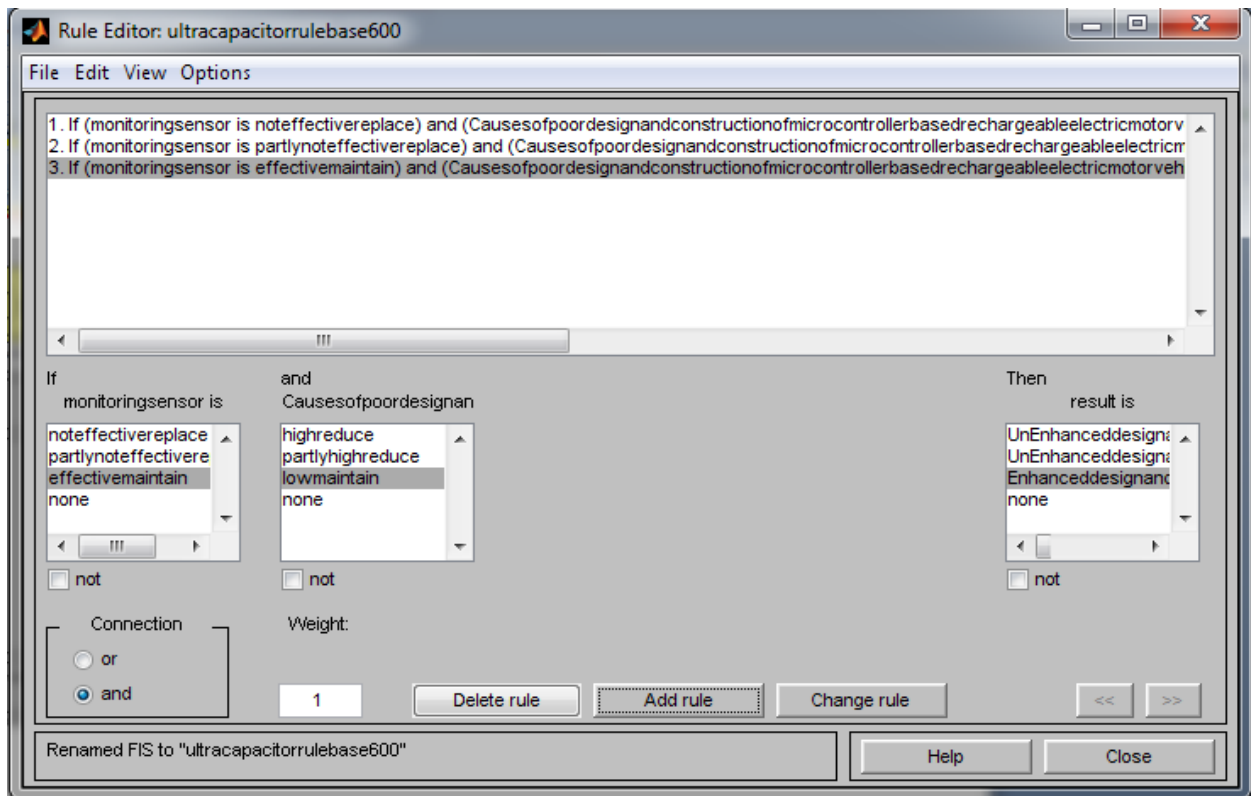 Rule Editor: ultracapacitorrulebase600
File Edit View Options
1. If (monitoringsensor is noteffectivereplace) and (Causesofpoordesignandconstructionofmicrocontrollerbasedrechargeableelectricmotorv
2. If (monitoringsensor is partlynoteffectivereplace) and (Causesofpoordesignandconstructionofmicrocontrollerbasedrechargeableelectricm
3. If (monitoringsensor is effectivemaintain) and (Causesofpoordesignandconstructionofmicrocontrollerbasedrechargeableelectricmotorveh
If
monitoringsensor is
noteffectivereplace
partlynoteffectivere
effectivemaintain
none
not
and
Causesofpoordesignan
highreduce
partlyhighreduce
lowmaintain
none
not
Then
result is
UnEnhanceddesigna
UnEnhanceddesigna
Enhanceddesignand
none
not
Connection
or
and
Weight:
1
Delete rule
Add rule
Change rule
<<
>>
Renamed FIS to "ultracapacitorrulebase600"
Help
Close